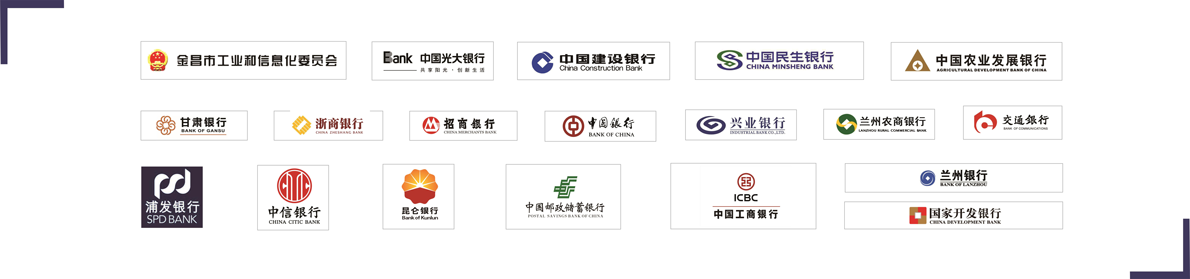 金昌市工业和信息化委员会
Bank 中国光大银行
共享阳光·创新生活
中国建设银行
China Construction Bank
中国民生银行
CHINA MINSHENG BANK
中国农业发展银行
AGRICULTURAL DEVELOPMENT BANK OF CHINA
甘肃银行
BANK OF GANSU
浙商银行
CHINA ZHESHANG BANK
招商银行
CHINA MERCHANTS BANK
中国银行
BANK OF CHINA
兴业银行
INDUSTRIAL BANK CO.,LTD.
兰州农商银行
LANZHOU RURAL COMMERCIAL BANK
交通银行
BANK OF COMMUNICATIONS
浦发银行
SPD BANK
CITIC
中信银行
CHINA CITIC BANK
昆仑银行
Bank of Kunlun
中国邮政储蓄银行
POSTAL SAVINGS BANK OF CHINA
ICBC
中国工商银行
兰州银行
BANK OF LANZHOU
国家开发银行
CHINA DEVELOPMENT BANK